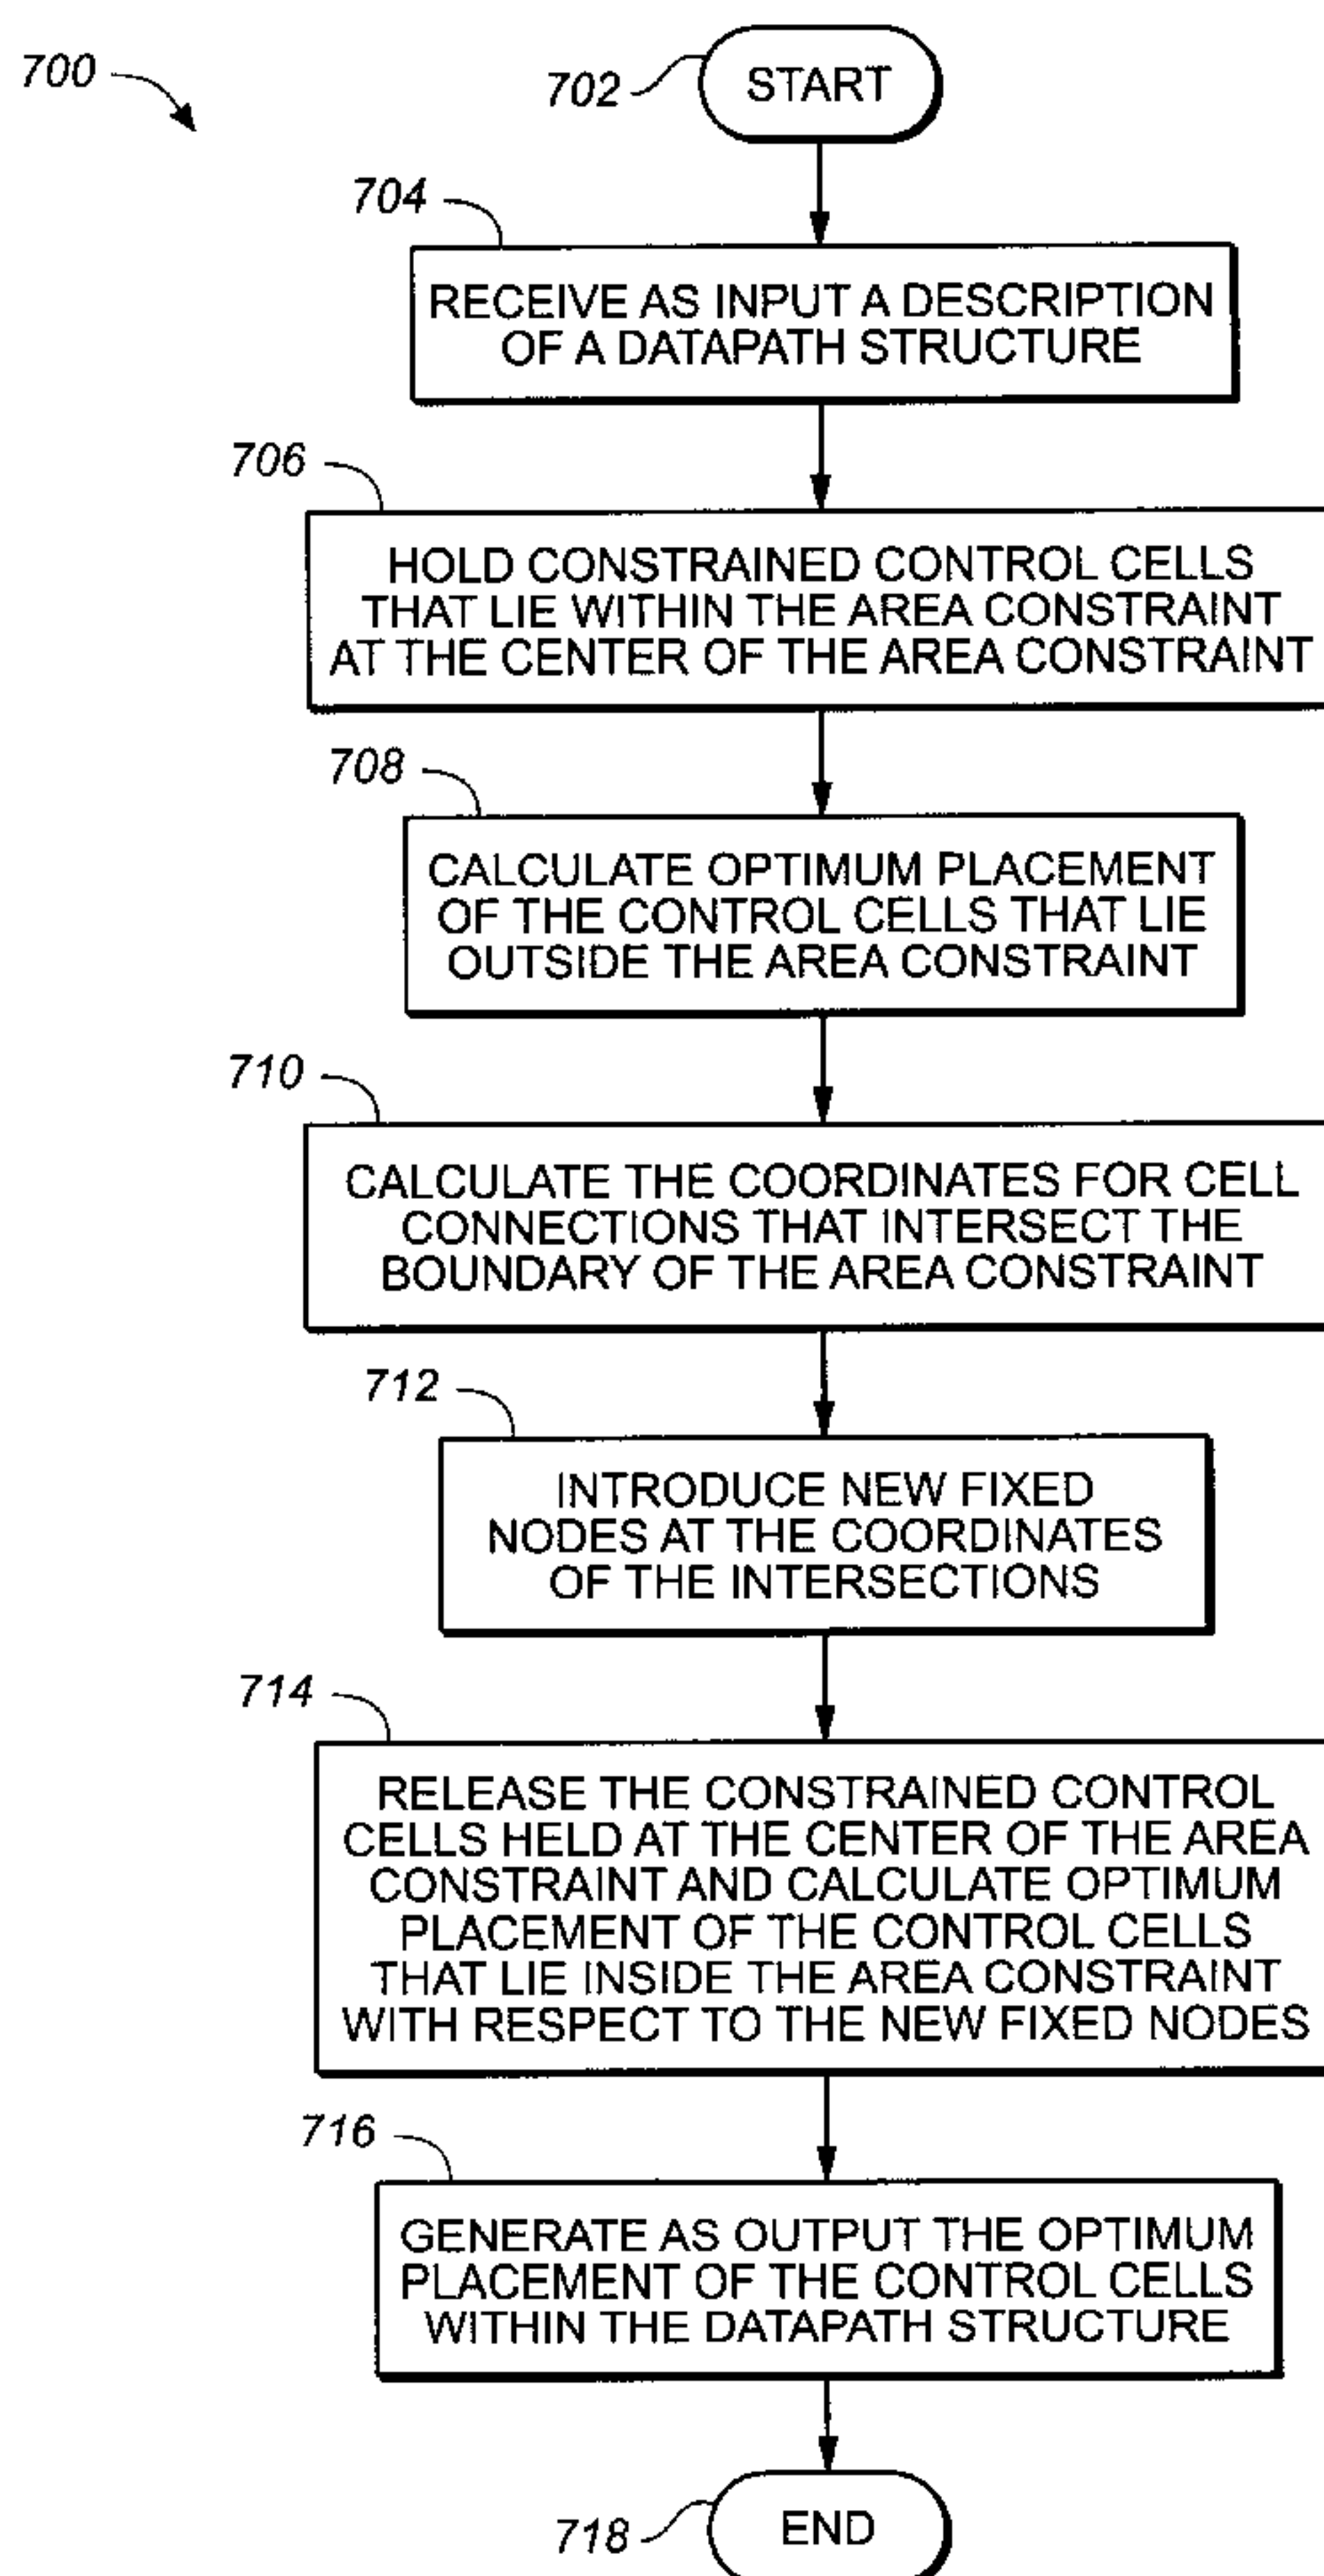 700
702
START
704
RECEIVE AS INPUT A DESCRIPTION
OF A DATAPATH STRUCTURE
706
HOLD CONSTRAINED CONTROL CELLS
THAT LIE WITHIN THE AREA CONSTRAINT
AT THE CENTER OF THE AREA CONSTRAINT
708
CALCULATE OPTIMUM PLACEMENT
OF THE CONTROL CELLS THAT LIE
OUTSIDE THE AREA CONSTRAINT
710
CALCULATE THE COORDINATES FOR CELL
CONNECTIONS THAT INTERSECT THE
BOUNDARY OF THE AREA CONSTRAINT
712
INTRODUCE NEW FIXED
NODES AT THE COORDINATES
OF THE INTERSECTIONS
714
RELEASE THE CONSTRAINED CONTROL
CELLS HELD AT THE CENTER OF THE AREA
CONSTRAINT AND CALCULATE OPTIMUM
PLACEMENT OF THE CONTROL CELLS
THAT LIE INSIDE THE AREA CONSTRAINT
WITH RESPECT TO THE NEW FIXED NODES
716
GENERATE AS OUTPUT THE OPTIMUM
PLACEMENT OF THE CONTROL CELLS
WITHIN THE DATAPATH STRUCTURE
718
END